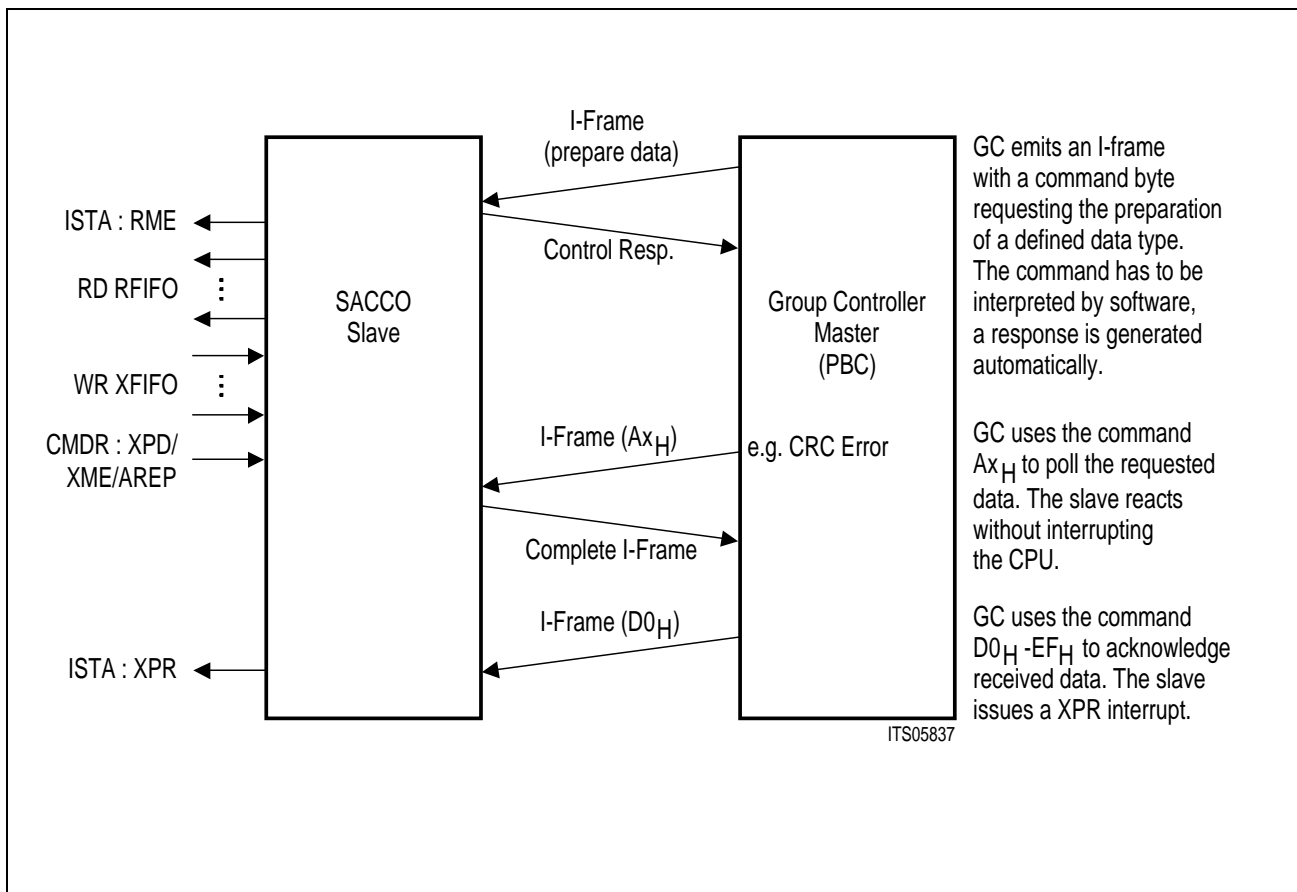 I-Frame
(prepare data)
Control Resp.
ISTA : RME
RD RFIFO
WR XFIFO
CMDR : XPD/
XME/AREP
ISTA : XPR
SACCO
Slave
I-Frame (AxH)
Complete I-Frame
I-Frame (D0H)
Group Controller
Master
(PBC)
e.g. CRC Error
GC emits an I-frame
with a command byte
requesting the preparation
of a defined data type.
The command has to be
interpreted by software,
a response is generated
automatically.
GC uses the command
AxH to poll the requested
data. The slave reacts
without interrupting
the CPU.
GC uses the command
D0H -EFH to acknowledge
received data. The slave
issues a XPR interrupt.
ITS05837